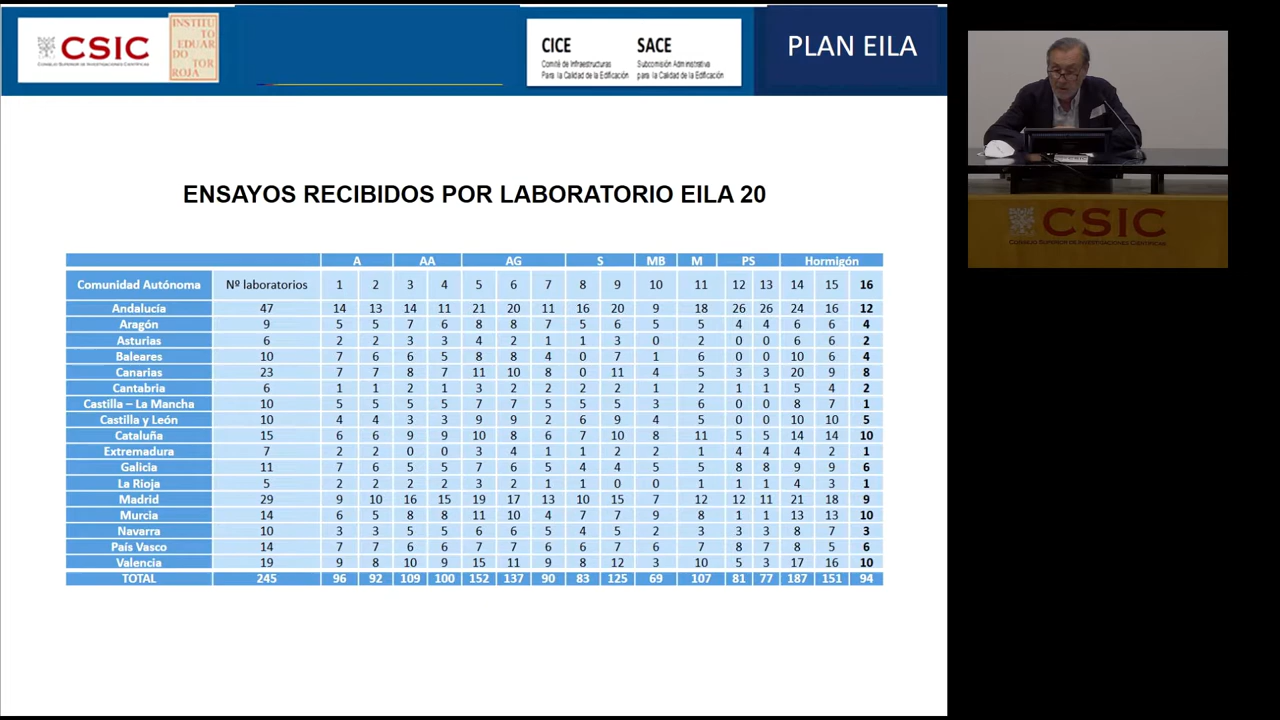 CSIC
CONSEJO SUPERIOR DE INVESTIGACIONES CIENTÍFICAS
INSTITU
TO
EDUAR
DO TOR
ROJA
CICE
Comité de Infraestructuras
Para la Calidad de la Edificación
SACE
Subcomisión Administrativa
para la Calidad de la Edificación
PLAN EILA
ENSAYOS RECIBIDOS POR LABORATORIO EILA 20
A AA AG S MB M PS Hormigón
Comunidad Autónoma Nº laboratorios 1 2 3 4 5 6 7 8 9 10 11 12 13 14 15 16
Andalucía 47 14 13 14 11 21 20 11 16 20 9 18 26 26 24 16 12
Aragón 9 5 5 7 6 8 8 7 5 6 5 5 4 4 6 6 4
Asturias 6 2 2 3 3 4 2 1 1 3 0 2 0 0 6 6 2
Baleares 10 7 6 6 5 8 8 4 0 7 1 6 0 0 10 6 4
Canarias 23 7 7 8 7 11 10 8 0 11 4 5 3 3 20 9 8
Cantabria 6 1 1 2 1 3 2 2 2 2 1 2 1 1 5 4 2
Castilla – La Mancha 10 5 5 5 5 7 7 5 5 5 3 6 0 0 8 7 1
Castilla y León 10 4 4 3 3 9 9 2 6 9 4 5 0 0 10 10 5
Cataluña 15 6 6 9 9 10 8 6 7 10 8 11 5 5 14 14 10
Extremadura 7 2 2 0 0 3 4 1 1 2 2 1 4 4 4 2 1
Galicia 11 7 6 5 5 7 6 5 4 4 5 5 8 8 9 9 6
La Rioja 5 2 2 2 2 3 2 1 1 0 0 1 1 1 4 3 1
Madrid 29 9 10 16 15 19 17 13 10 15 7 12 12 11 21 18 9
Murcia 14 6 5 8 8 11 10 4 7 7 9 8 1 1 13 13 10
Navarra 10 3 3 5 5 6 6 5 4 5 2 3 3 3 8 7 3
País Vasco 14 7 7 6 6 7 7 6 6 7 6 7 8 7 8 5 6
Valencia 19 9 8 10 9 15 11 9 8 12 3 10 5 3 17 16 10
TOTAL 245 96 92 109 100 152 137 90 83 125 69 107 81 77 187 151 94
CSIC
CONSEJO SUPERIOR DE INVESTIGACIONES CIENTÍFICAS